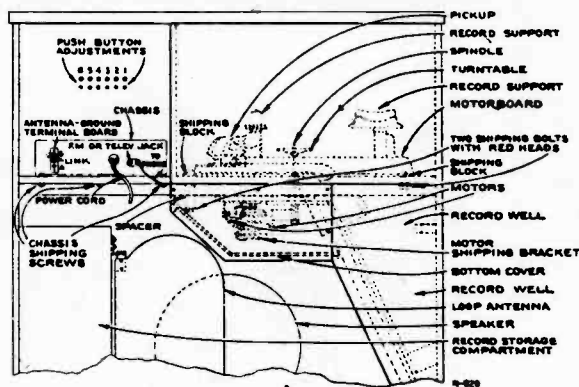 PUSH BUTTON
ADJUSTMENTS
6 5 4 3 2 1
ANTENNA-GROUND
TERMINAL BOARD
CHASSIS
FM OR TELEV JACK
LINK
TO
POWER CORD
CHASSIS
SHIPPING
SCREWS
SPACER
SHIPPING
BLOCK
PICKUP
RECORD SUPPORT
SPINDLE
TURNTABLE
RECORD SUPPORT
MOTORBOARD
TWO SHIPPING BOLTS
WITH RED HEADS
SHIPPING
BLOCK
MOTORS
RECORD WELL
MOTOR
SHIPPING BRACKET
BOTTOM COVER
RECORD WELL
LOOP ANTENNA
SPEAKER
RECORD STORAGE
COMPARTMENT